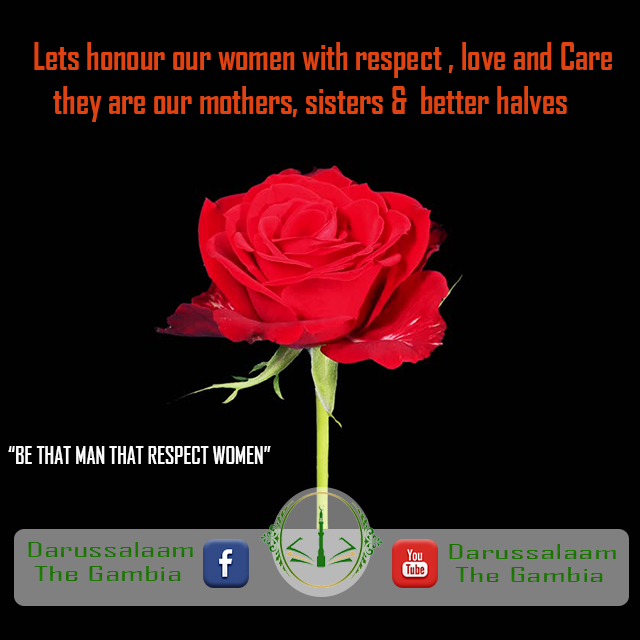 Lets honour our women with respect , love and Care
they are our mothers, sisters & better halves
“BE THAT MAN THAT RESPECT WOMEN”
Darussalaam
The Gambia
f
You
Tube
Darussalaam
The Gambia